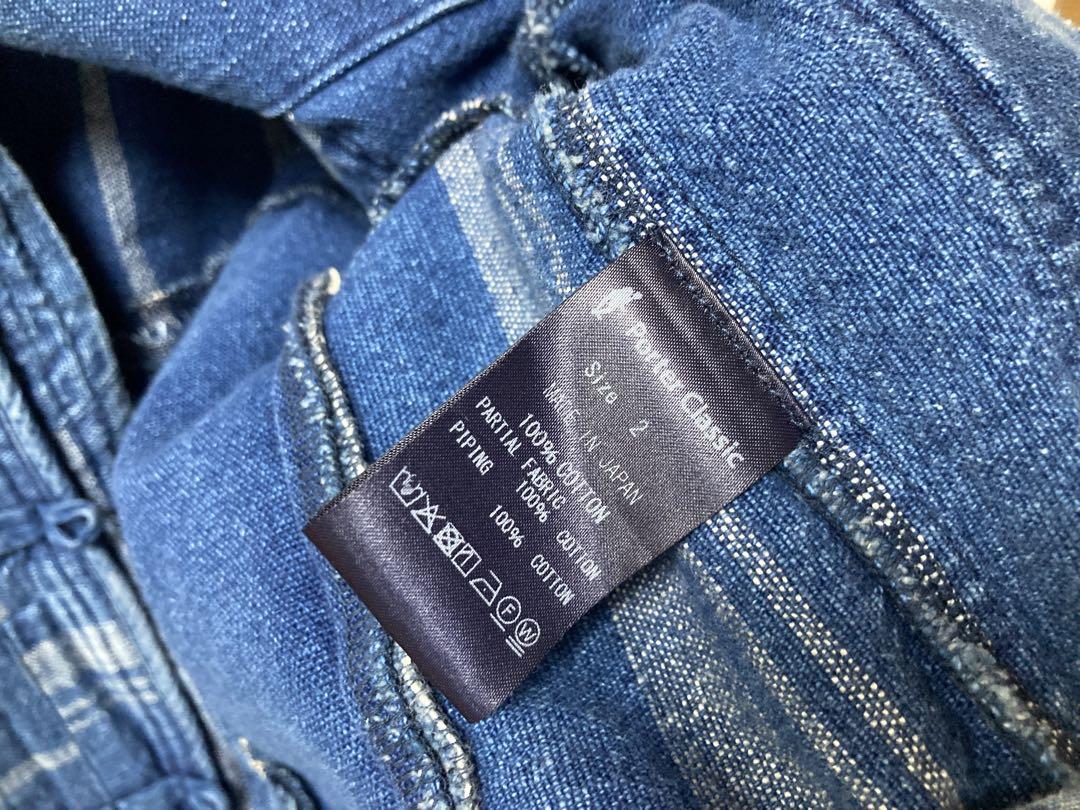 Porter Classic
Size 2
MADE IN JAPAN
100% COTTON
PARTIAL FABRIC
100% COTTON
PIPING
100% COTTON
F
W